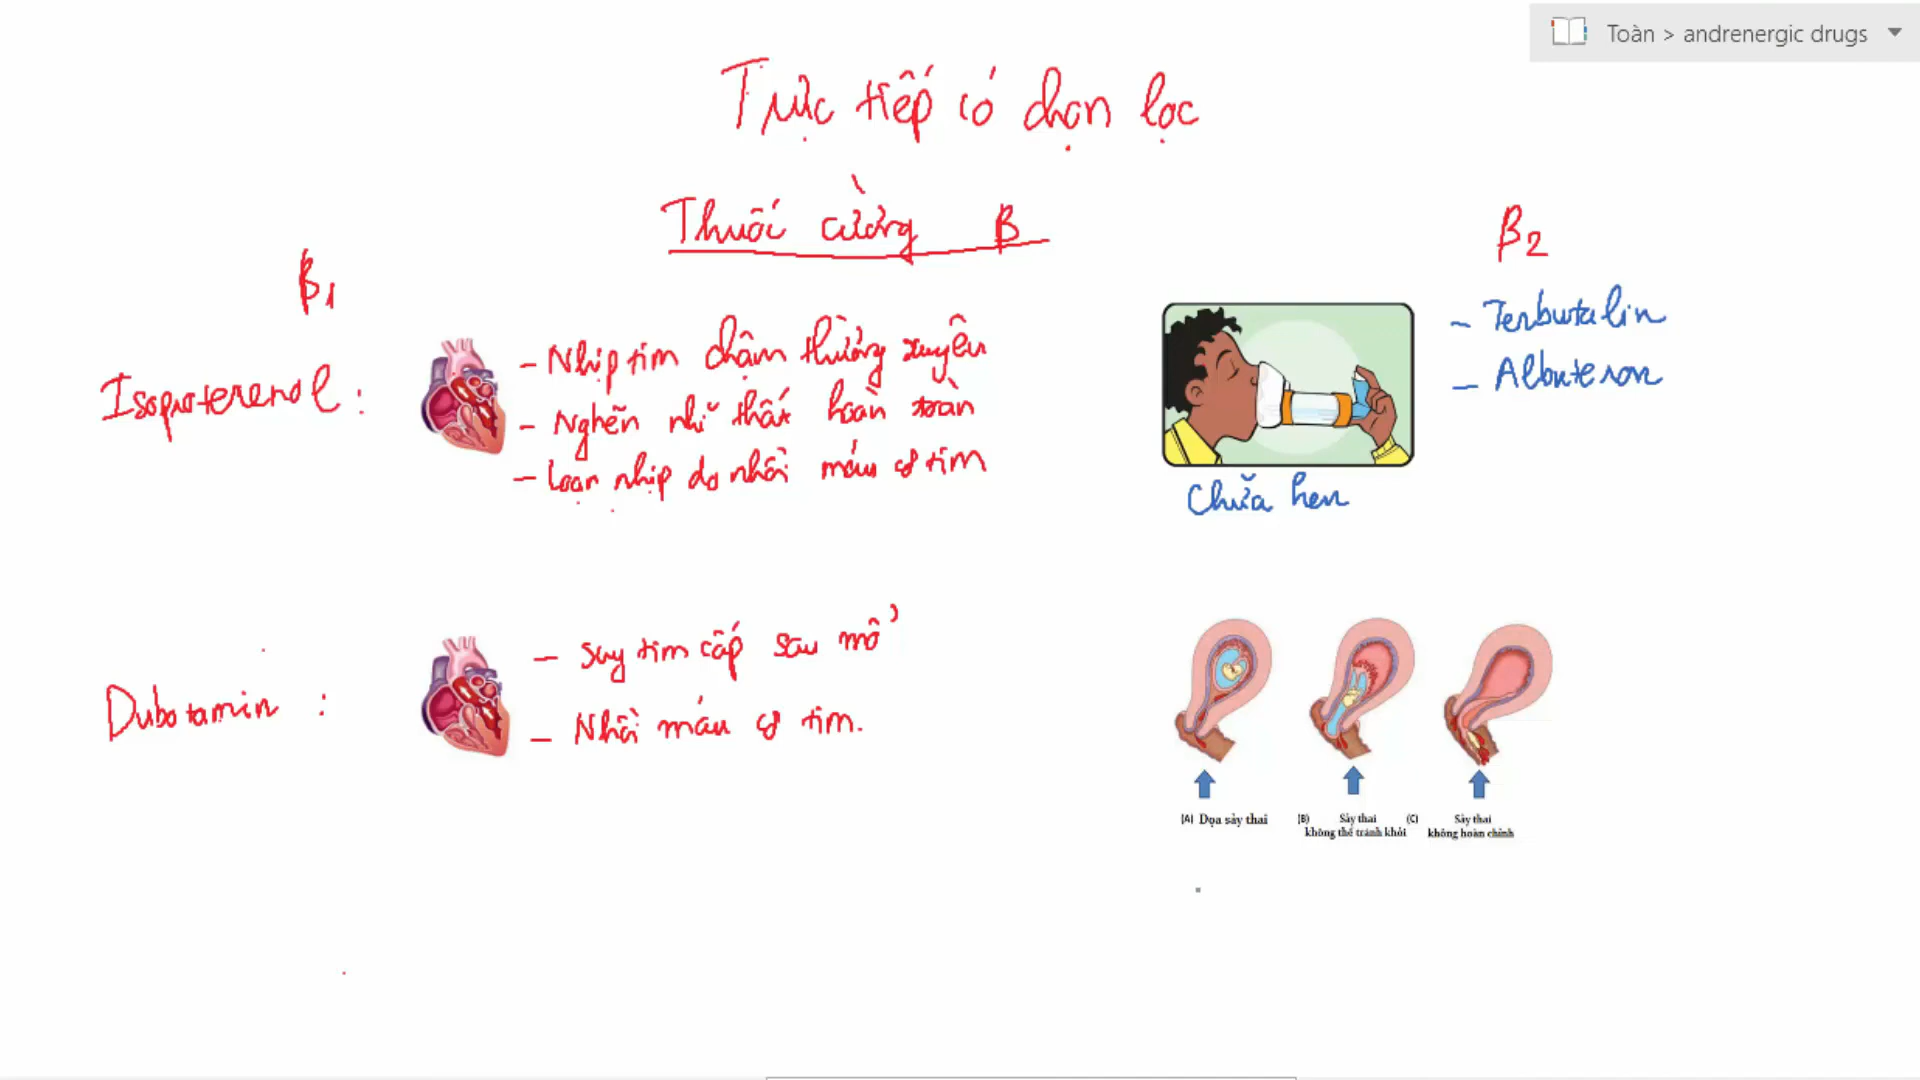 Toàn > andrenergic drugs
Trực tiếp có chọn lọc
Thuốc cường β
β1
β2
Isoproterenol :
- Nhịp tim chậm thường xuyên
- Nghẽn nhĩ thất hoàn toàn
- Loạn nhịp do nhồi máu cơ tim
- Terbutalin
- Albuteron
Chữa hen
Dubotamin :
- Suy tim cấp sau mổ
- Nhồi máu cơ tim.
(A) Dọa sảy thai
(B) Sảy thai không thể tránh khỏi
(C) Sảy thai không hoàn chỉnh